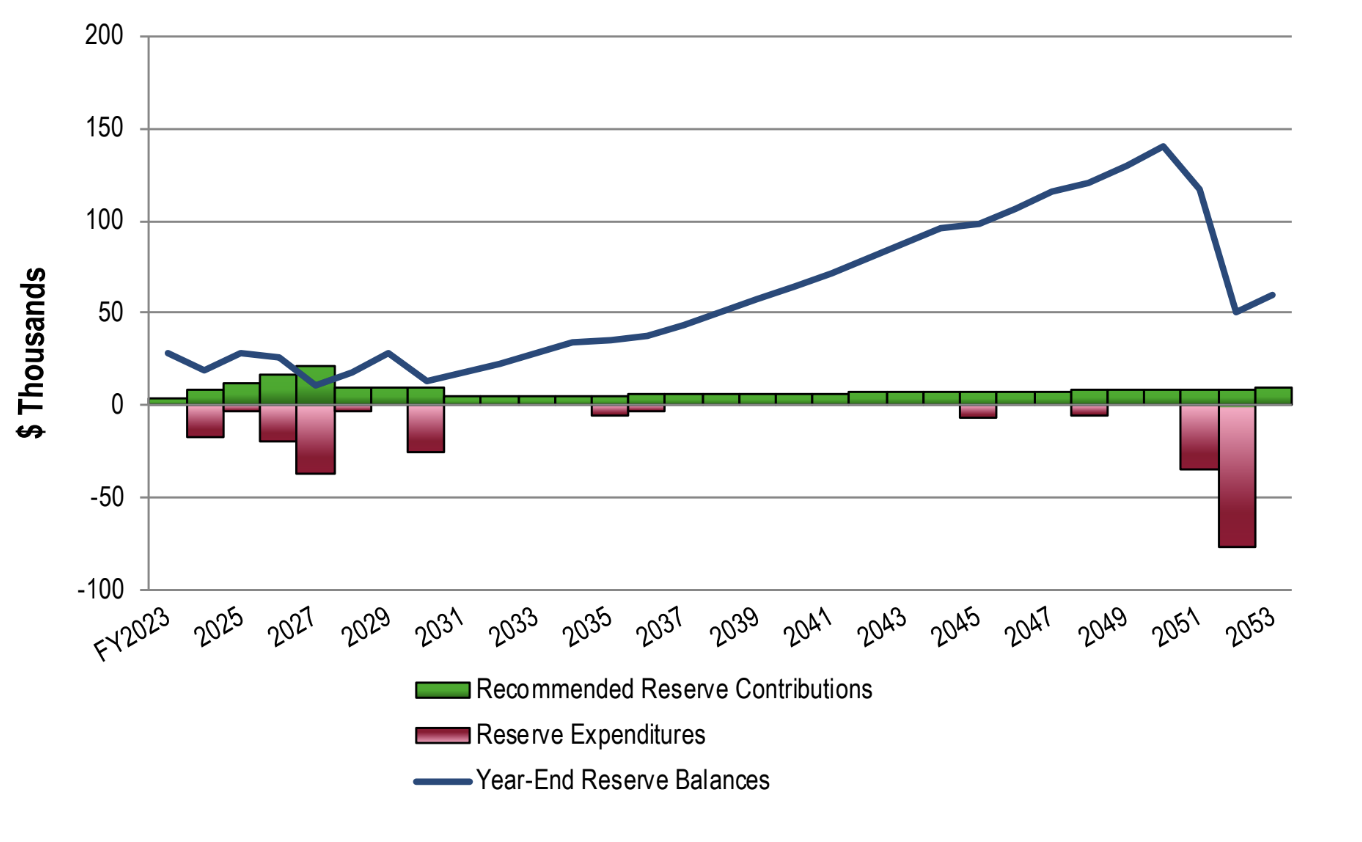 200
150
100
50
0
-50
-100
$ Thousands
FY2023 2025 2027 2029 2031 2033 2035 2037 2039 2041 2043 2045 2047 2049 2051 2053
Recommended Reserve Contributions
Reserve Expenditures
Year-End Reserve Balances